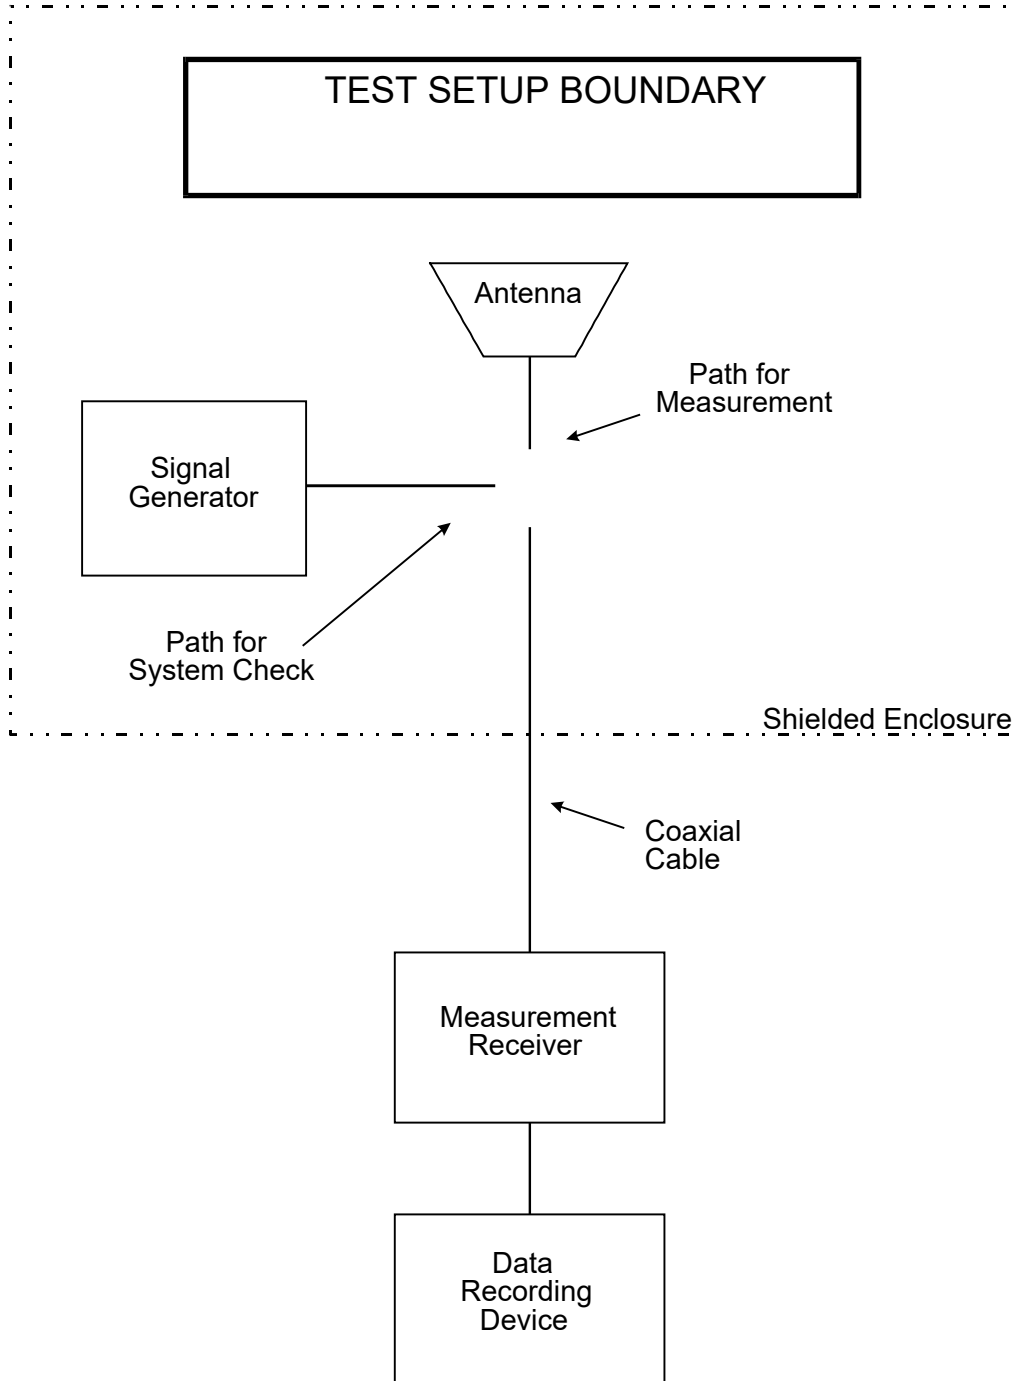 TEST SETUP BOUNDARY
Antenna
Path for
Measurement
Signal
Generator
Path for
System Check
Shielded Enclosure
Coaxial
Cable
Measurement
Receiver
Data
Recording
Device